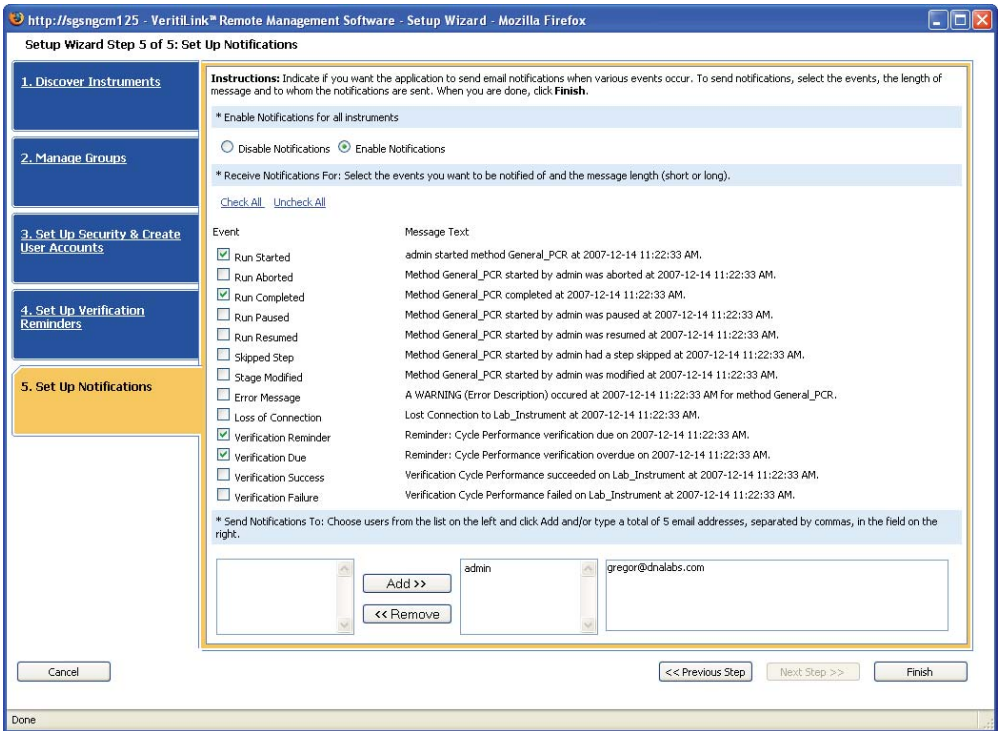 http://sgsngcm125 - VeritiLink™ Remote Management Software - Setup Wizard - Mozilla Firefox
Setup Wizard Step 5 of 5: Set Up Notifications
1. Discover Instruments
2. Manage Groups
3. Set Up Security & Create
User Accounts
4. Set Up Verification
Reminders
5. Set Up Notifications
Instructions: Indicate if you want the application to send email notifications when various events occur. To send notifications, select the events, the length of
message and to whom the notifications are sent. When you are done, click Finish.
* Enable Notifications for all instruments
Disable Notifications Enable Notifications
* Receive Notifications For: Select the events you want to be notified of and the message length (short or long).
Check All Uncheck All
Event Message Text
Run Started admin started method General_PCR at 2007-12-14 11:22:33 AM.
Run Aborted Method General_PCR started by admin was aborted at 2007-12-14 11:22:33 AM.
Run Completed Method General_PCR completed at 2007-12-14 11:22:33 AM.
Run Paused Method General_PCR started by admin was paused at 2007-12-14 11:22:33 AM.
Run Resumed Method General_PCR started by admin was resumed at 2007-12-14 11:22:33 AM.
Skipped Step Method General_PCR started by admin had a step skipped at 2007-12-14 11:22:33 AM.
Stage Modified Method General_PCR started by admin was modified at 2007-12-14 11:22:33 AM.
Error Message A WARNING (Error Description) occured at 2007-12-14 11:22:33 AM for method General_PCR.
Loss of Connection Lost Connection to Lab_Instrument at 2007-12-14 11:22:33 AM.
Verification Reminder Reminder: Cycle Performance verification due on 2007-12-14 11:22:33 AM.
Verification Due Reminder: Cycle Performance verification overdue on 2007-12-14 11:22:33 AM.
Verification Success Verification Cycle Performance succeeded on Lab_Instrument at 2007-12-14 11:22:33 AM.
Verification Failure Verification Cycle Performance failed on Lab_Instrument at 2007-12-14 11:22:33 AM.
* Send Notifications To: Choose users from the list on the left and click Add and/or type a total of 5 email addresses, separated by commas, in the field on the
right.
admin gregor@dnalabs.com
Add >>
<< Remove
Cancel << Previous Step Next Step >> Finish
Done